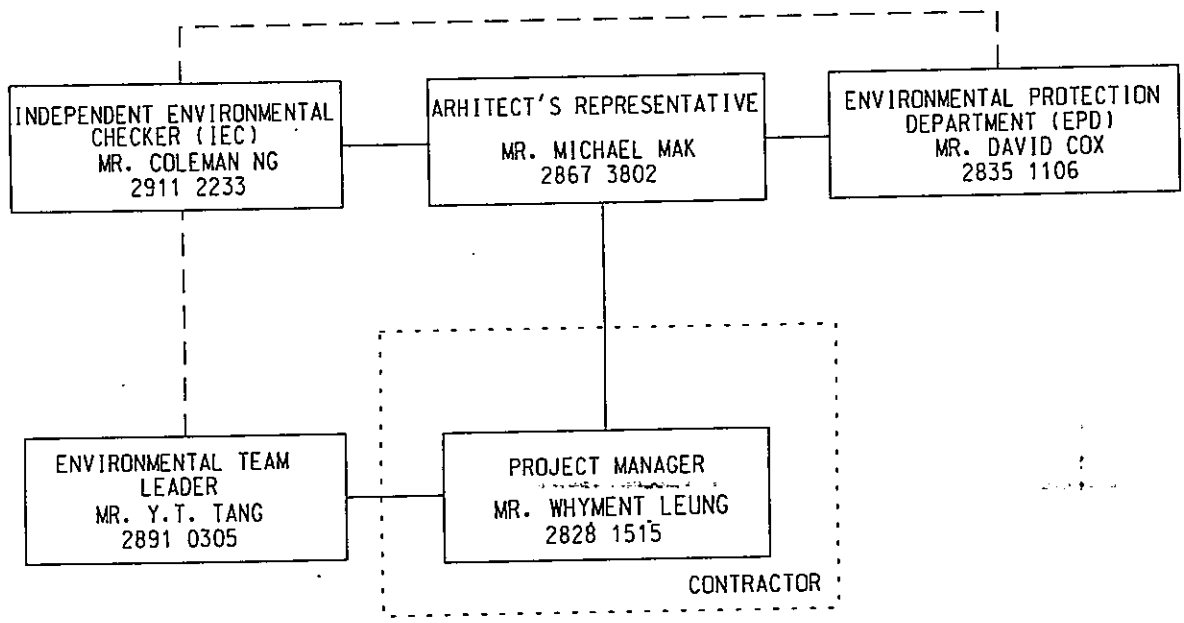 INDEPENDENT ENVIRONMENTAL
CHECKER (IEC)
MR. COLEMAN NG
2911 2233
ARHITECT'S REPRESENTATIVE
MR. MICHAEL MAK
2867 3802
ENVIRONMENTAL PROTECTION
DEPARTMENT (EPD)
MR. DAVID COX
2835 1106
ENVIRONMENTAL TEAM
LEADER
MR. Y.T. TANG
2891 0305
PROJECT MANAGER
MR. WHYMENT LEUNG
2828 1515
CONTRACTOR